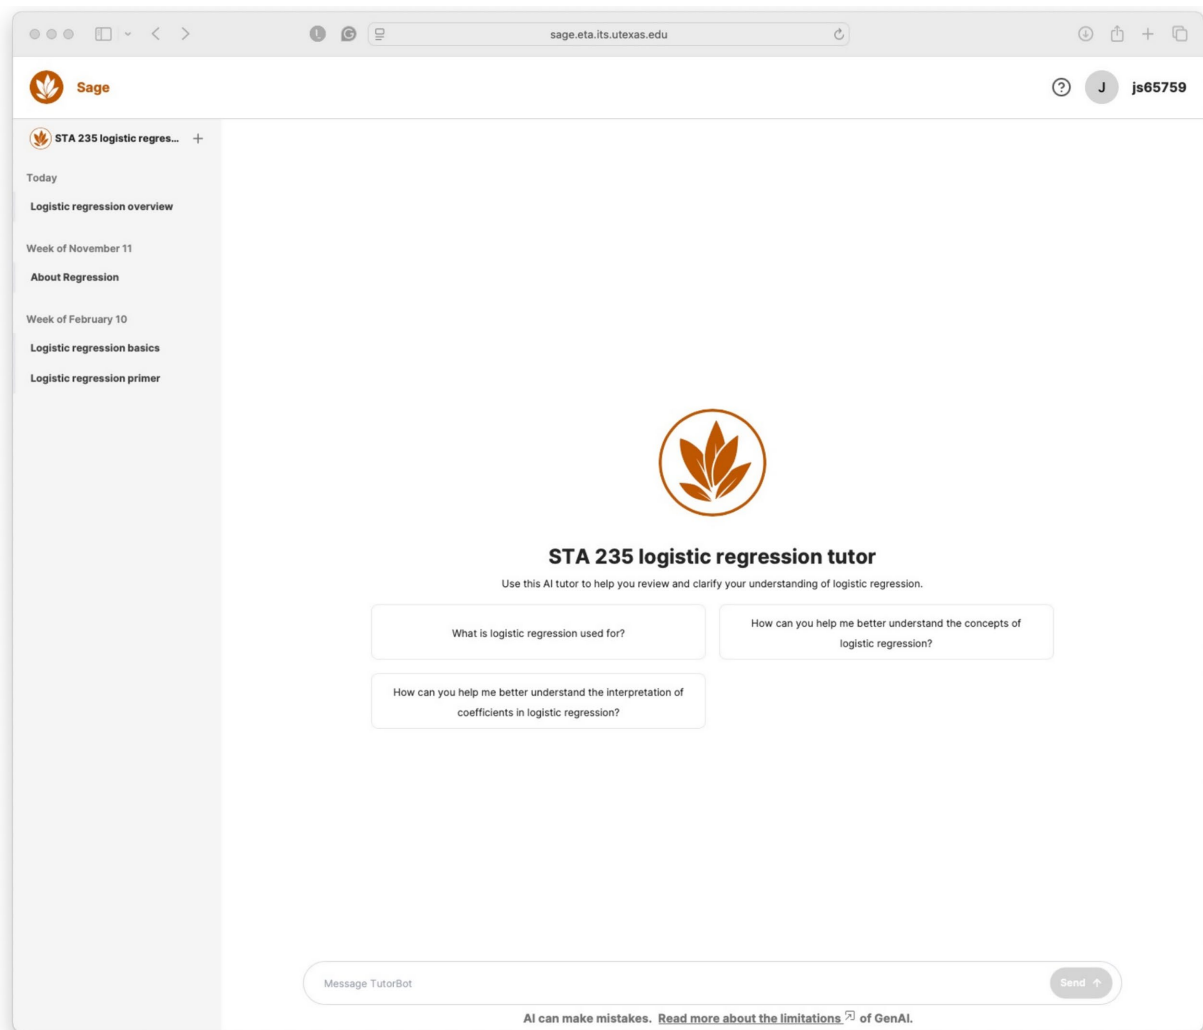 sage.eta.its.utexas.edu
Sage
J js65759
STA 235 logistic regres...
Today
Logistic regression overview
Week of November 11
About Regression
Week of February 10
Logistic regression basics
Logistic regression primer
STA 235 logistic regression tutor
Use this AI tutor to help you review and clarify your understanding of logistic regression.
What is logistic regression used for?
How can you help me better understand the concepts of
logistic regression?
How can you help me better understand the interpretation of
coefficients in logistic regression?
Message TutorBot
Send
AI can make mistakes. Read more about the limitations of GenAI.